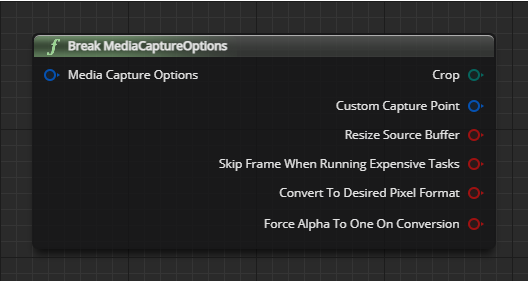 f Break MediaCaptureOptions
Media Capture Options
Crop
Custom Capture Point
Resize Source Buffer
Skip Frame When Running Expensive Tasks
Convert To Desired Pixel Format
Force Alpha To One On Conversion